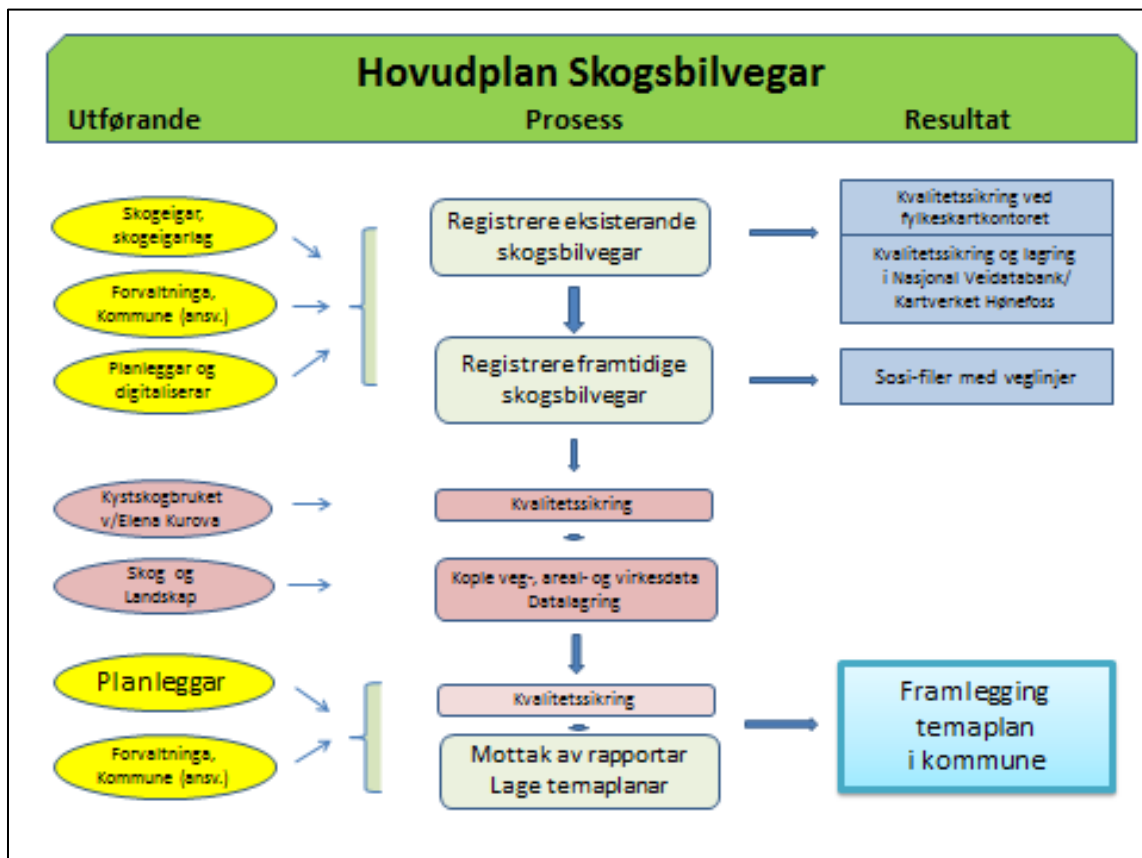 Hovudplan Skogsbilvegar
Utførande
Prosess
Resultat
Skogeigar,
skogeigarlag
Forvaltninga,
Kommune (ansv.)
Planleggar og
digitaliserar
Registrere eksisterande
skogsbilvegar
Registrere framtidige
skogsbilvegar
Kvalitetssikring ved
fylkeskartkontoret
Kvalitetssikring og lagring
i Nasjonal Veidatabank/
Kartverket Hønefoss
Sosi-filer med veglinjer
Kystskogbruket
v/Elena Kurova
Kvalitetssikring
Skog og
Landskap
Kople veg-, areal- og virkesdata
Datalagring
Planleggar
Forvaltninga,
Kommune (ansv.)
Kvalitetssikring
Mottak av rapportar
Lage temaplanar
Framlegging
temaplan
i kommune